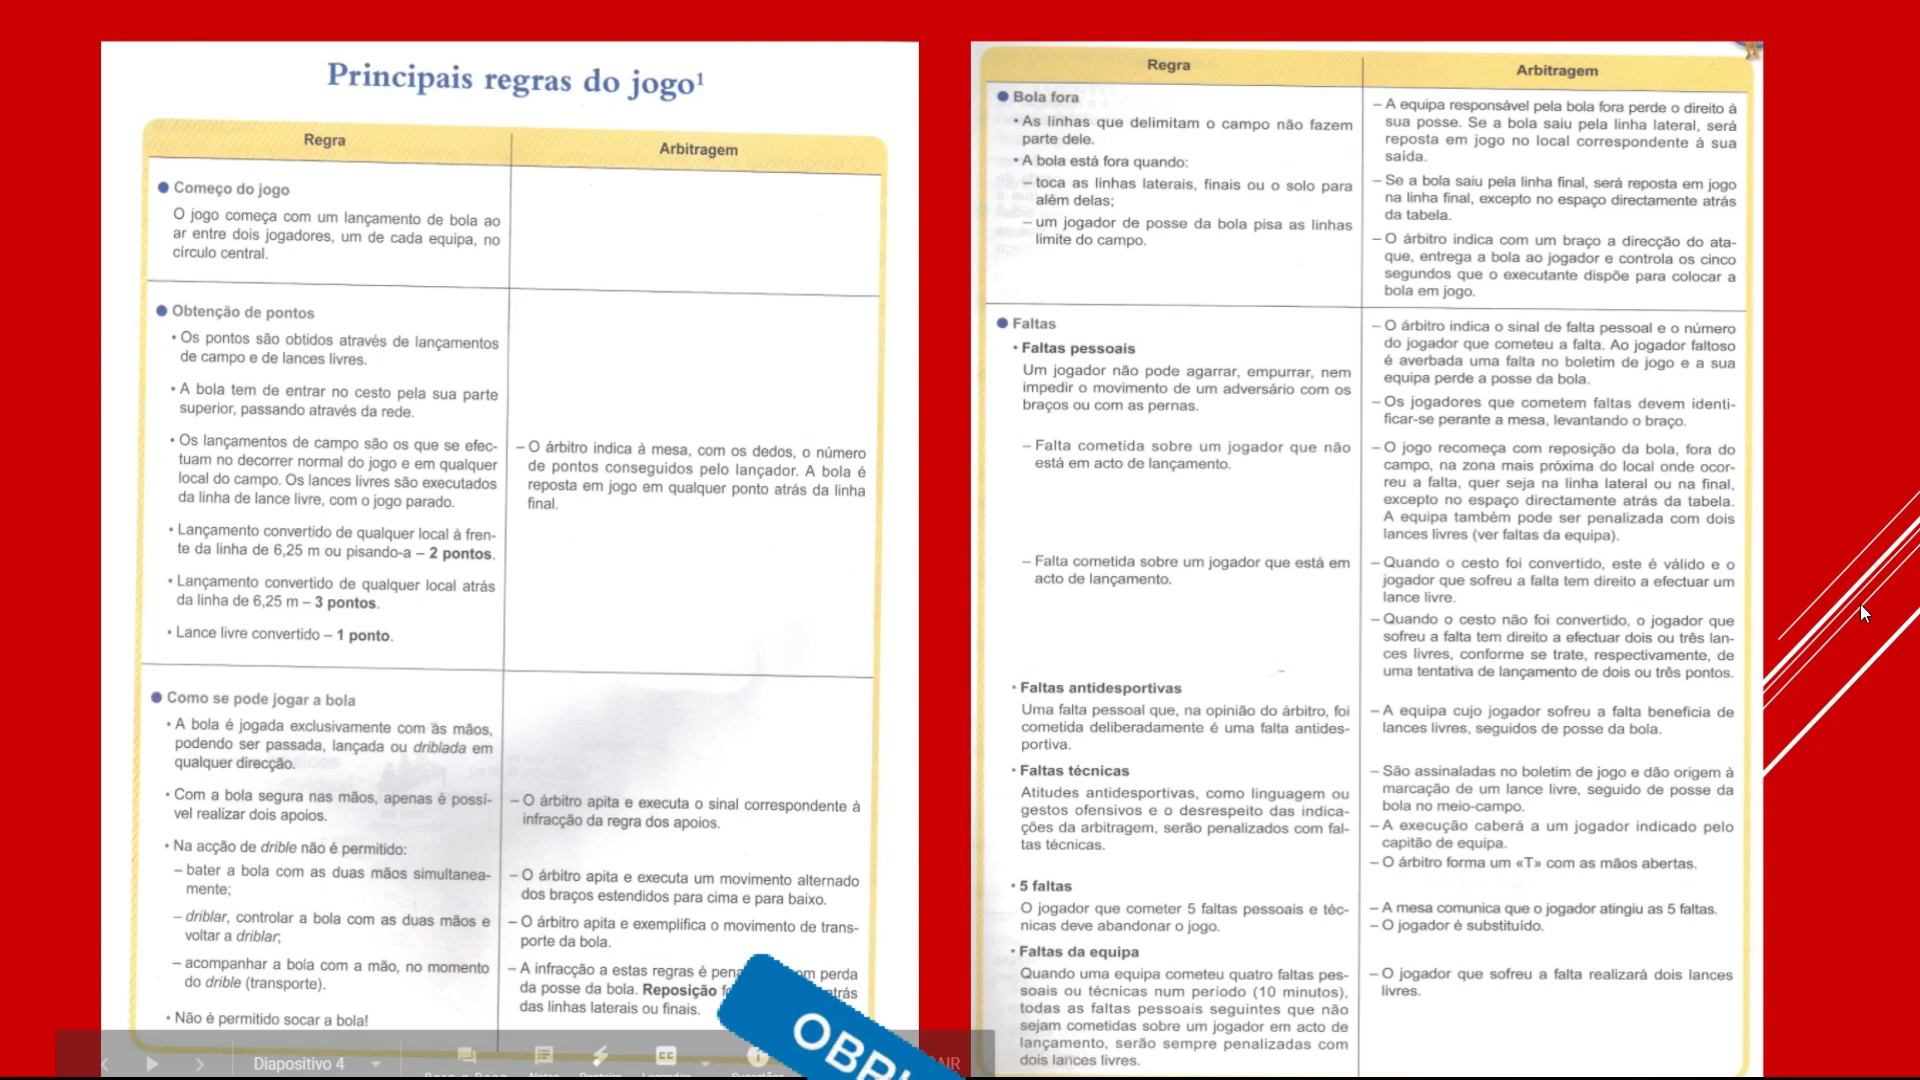 Principais regras do jogo¹
Regra
Arbitragem
Começo do jogo
O jogo começa com um lançamento de bola ao
ar entre dois jogadores, um de cada equipa, no
círculo central.
Obtenção de pontos
• Os pontos são obtidos através de lançamentos
de campo e de lances livres.
• A bola tem de entrar no cesto pela sua parte
superior, passando através da rede.
• Os lançamentos de campo são os que se efec-
tuam no decorrer normal do jogo e em qualquer
local do campo. Os lances livres são executados
da linha de lance livre, com o jogo parado.
• Lançamento convertido de qualquer local à fren-
te da linha de 6,25 m ou pisando-a – 2 pontos.
• Lançamento convertido de qualquer local atrás
da linha de 6,25 m – 3 pontos.
• Lance livre convertido – 1 ponto.
– O árbitro indica à mesa, com os dedos, o número
de pontos conseguidos pelo lançador. A bola é
reposta em jogo em qualquer ponto atrás da linha
final.
Como se pode jogar a bola
• A bola é jogada exclusivamente com as mãos,
podendo ser passada, lançada ou driblada em
qualquer direcção.
• Com a bola segura nas mãos, apenas é possí-
vel realizar dois apoios.
• Na acção de drible não é permitido:
– bater a bola com as duas mãos simultanea-
mente;
– driblar, controlar a bola com as duas mãos e
voltar a driblar;
– acompanhar a bola com a mão, no momento
do drible (transporte).
• Não é permitido socar a bola!
– O árbitro apita e executa o sinal correspondente à
infracção da regra dos apoios.
– O árbitro apita e executa um movimento alternado
dos braços estendidos para cima e para baixo.
– O árbitro apita e exemplifica o movimento de trans-
porte da bola.
– A infracção a estas regras é pena om perda
da posse da bola. Reposição atrás
das linhas laterais ou finais.
OBRI
Diapositivo 4
Notas
AIR
Regra
Arbitragem
Bola fora
• As linhas que delimitam o campo não fazem
parte dele.
• A bola está fora quando:
– toca as linhas laterais, finais ou o solo para
além delas;
– um jogador de posse da bola pisa as linhas
limite do campo.
– A equipa responsável pela bola fora perde o direito à
sua posse. Se a bola saiu pela linha lateral, será
reposta em jogo no local correspondente à sua
saída.
– Se a bola saiu pela linha final, será reposta em jogo
na linha final, excepto no espaço directamente atrás
da tabela.
– O árbitro indica com um braço a direcção do ata-
que, entrega a bola ao jogador e controla os cinco
segundos que o executante dispõe para colocar a
bola em jogo.
Faltas
• Faltas pessoais
Um jogador não pode agarrar, empurrar, nem
impedir o movimento de um adversário com os
braços ou com as pernas.
– Falta cometida sobre um jogador que não
está em acto de lançamento.
– Falta cometida sobre um jogador que está em
acto de lançamento.
– O árbitro indica o sinal de falta pessoal e o número
do jogador que cometeu a falta. Ao jogador faltoso
é averbada uma falta no boletim de jogo e a sua
equipa perde a posse da bola.
– Os jogadores que cometem faltas devem identi-
ficar-se perante a mesa, levantando o braço.
– O jogo recomeça com reposição da bola, fora do
campo, na zona mais próxima do local onde ocor-
reu a falta, quer seja na linha lateral ou na final,
excepto no espaço directamente atrás da tabela.
A equipa também pode ser penalizada com dois
lances livres (ver faltas da equipa).
– Quando o cesto foi convertido, este é válido e o
jogador que sofreu a falta tem direito a efectuar um
lance livre.
– Quando o cesto não foi convertido, o jogador que
sofreu a falta tem direito a efectuar dois ou três lan-
ces livres, conforme se trate, respectivamente, de
uma tentativa de lançamento de dois ou três pontos.
• Faltas antidesportivas
Uma falta pessoal que, na opinião do árbitro, foi
cometida deliberadamente é uma falta antides-
portiva.
– A equipa cujo jogador sofreu a falta beneficia de
lances livres, seguidos de posse da bola.
• Faltas técnicas
Atitudes antidesportivas, como linguagem ou
gestos ofensivos e o desrespeito das indica-
ções da arbitragem, serão penalizados com fal-
tas técnicas.
– São assinaladas no boletim de jogo e dão origem à
marcação de um lance livre, seguido de posse da
bola no meio-campo.
– A execução caberá a um jogador indicado pelo
capitão de equipa.
– O árbitro forma um «T» com as mãos abertas.
• 5 faltas
O jogador que cometer 5 faltas pessoais e téc-
nicas deve abandonar o jogo.
– A mesa comunica que o jogador atingiu as 5 faltas.
– O jogador é substituído.
• Faltas da equipa
Quando uma equipa cometeu quatro faltas pes-
soais ou técnicas num período (10 minutos),
todas as faltas pessoais seguintes que não
sejam cometidas sobre um jogador em acto de
lançamento, serão sempre penalizadas com
dois lances livres.
– O jogador que sofreu a falta realizará dois lances
livres.